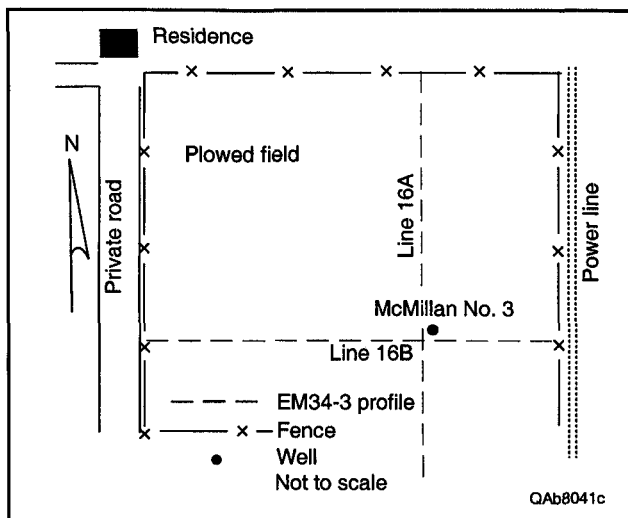 Residence
N
Plowed field
Private road
Line 16A
Power line
McMillan No. 3
Line 16B
EM34-3 profile
Fence
Well
Not to scale
QAb8041c